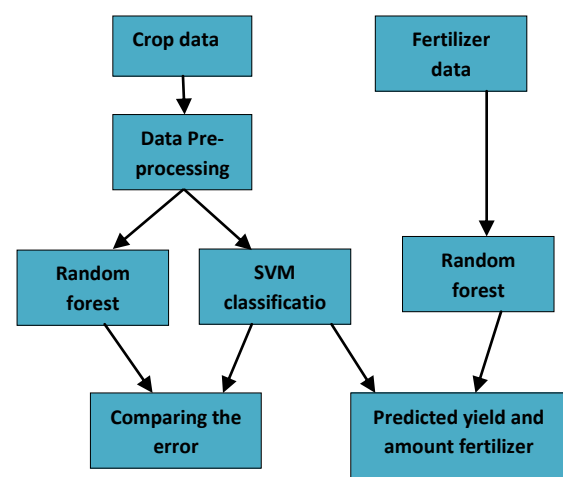 Crop data
Fertilizer
data
Data Pre-
processing
Random
forest
SVM
classificatio
Random
forest
Comparing the
error
Predicted yield and
amount fertilizer